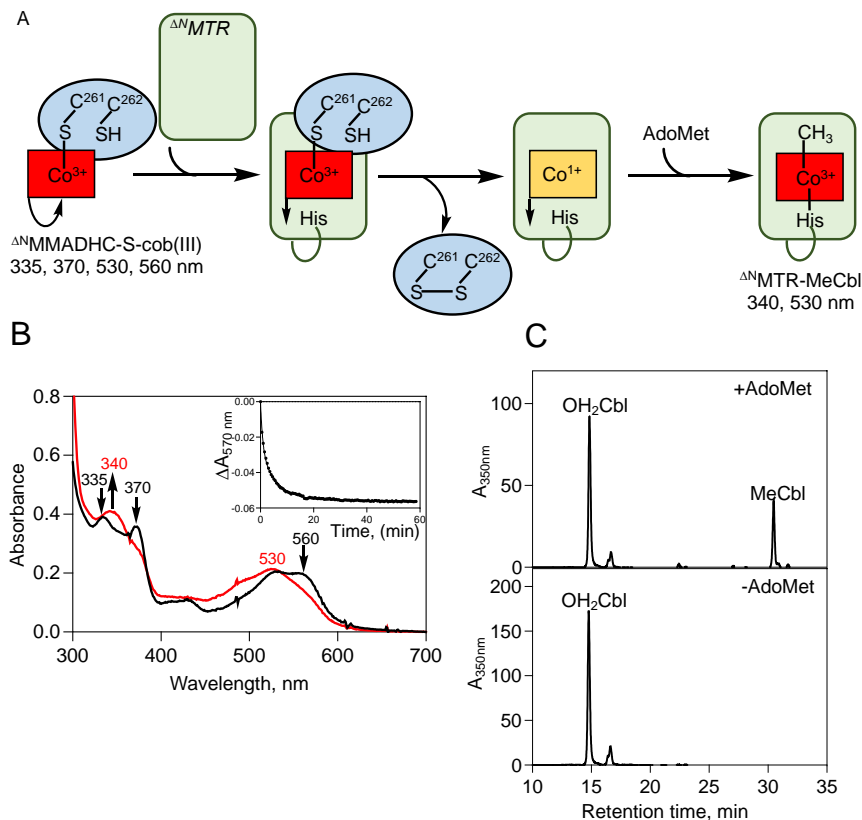 A
ΔNMTR
C261 C262
S SH
Co3+
ΔNMMADHC-S-cob(III)
335, 370, 530, 560 nm
C261 C262
S SH
Co3+
His
C261 C262
S S
Co1+
His
AdoMet
CH3
Co3+
His
ΔNMTR-MeCbl
340, 530 nm
B
0.8
0.6
0.4
0.2
0.0
Absorbance
300 400 500 600 700
Wavelength, nm
335
340
370
530
560
0.00
-0.02
-0.04
-0.06
ΔA570 nm
0 20 40 60
Time, (min)
C
OH2Cbl
+AdoMet
MeCbl
100
50
0
A350nm
OH2Cbl
-AdoMet
200
150
100
50
0
A350nm
10 15 20 25 30 35
Retention time, min